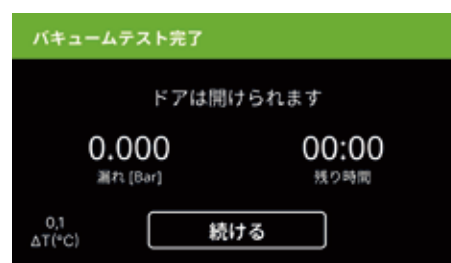 バキュームテスト完了
ドアは開けられます
0.000 00:00
漏れ [Bar] 残り時間
0,1
ΔT(°C)
続ける